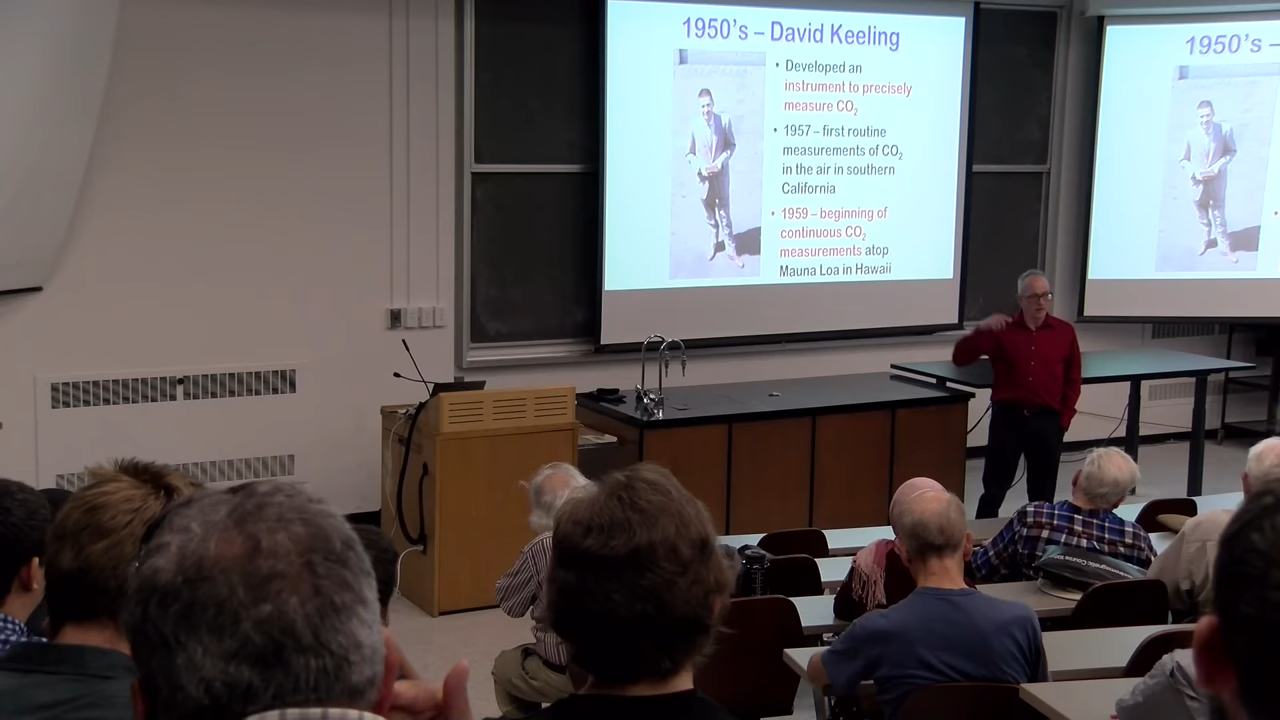 1950's – David Keeling
• Developed an
instrument to precisely
measure CO₂
• 1957 – first routine
measurements of CO₂
in the air in southern
California
• 1959 – beginning of
continuous CO₂
measurements atop
Mauna Loa in Hawaii
1950's –